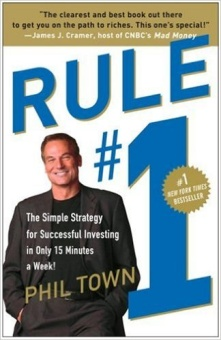 "The clearest and best book out there
to get you on the path to riches. This one's special!"
—James J. Cramer, host of CNBC's Mad Money
RULE
#1
#1
NEW YORK TIMES
BESTSELLER
The Simple Strategy
for Successful Investing
in Only 15 Minutes
a Week!
PHIL TOWN